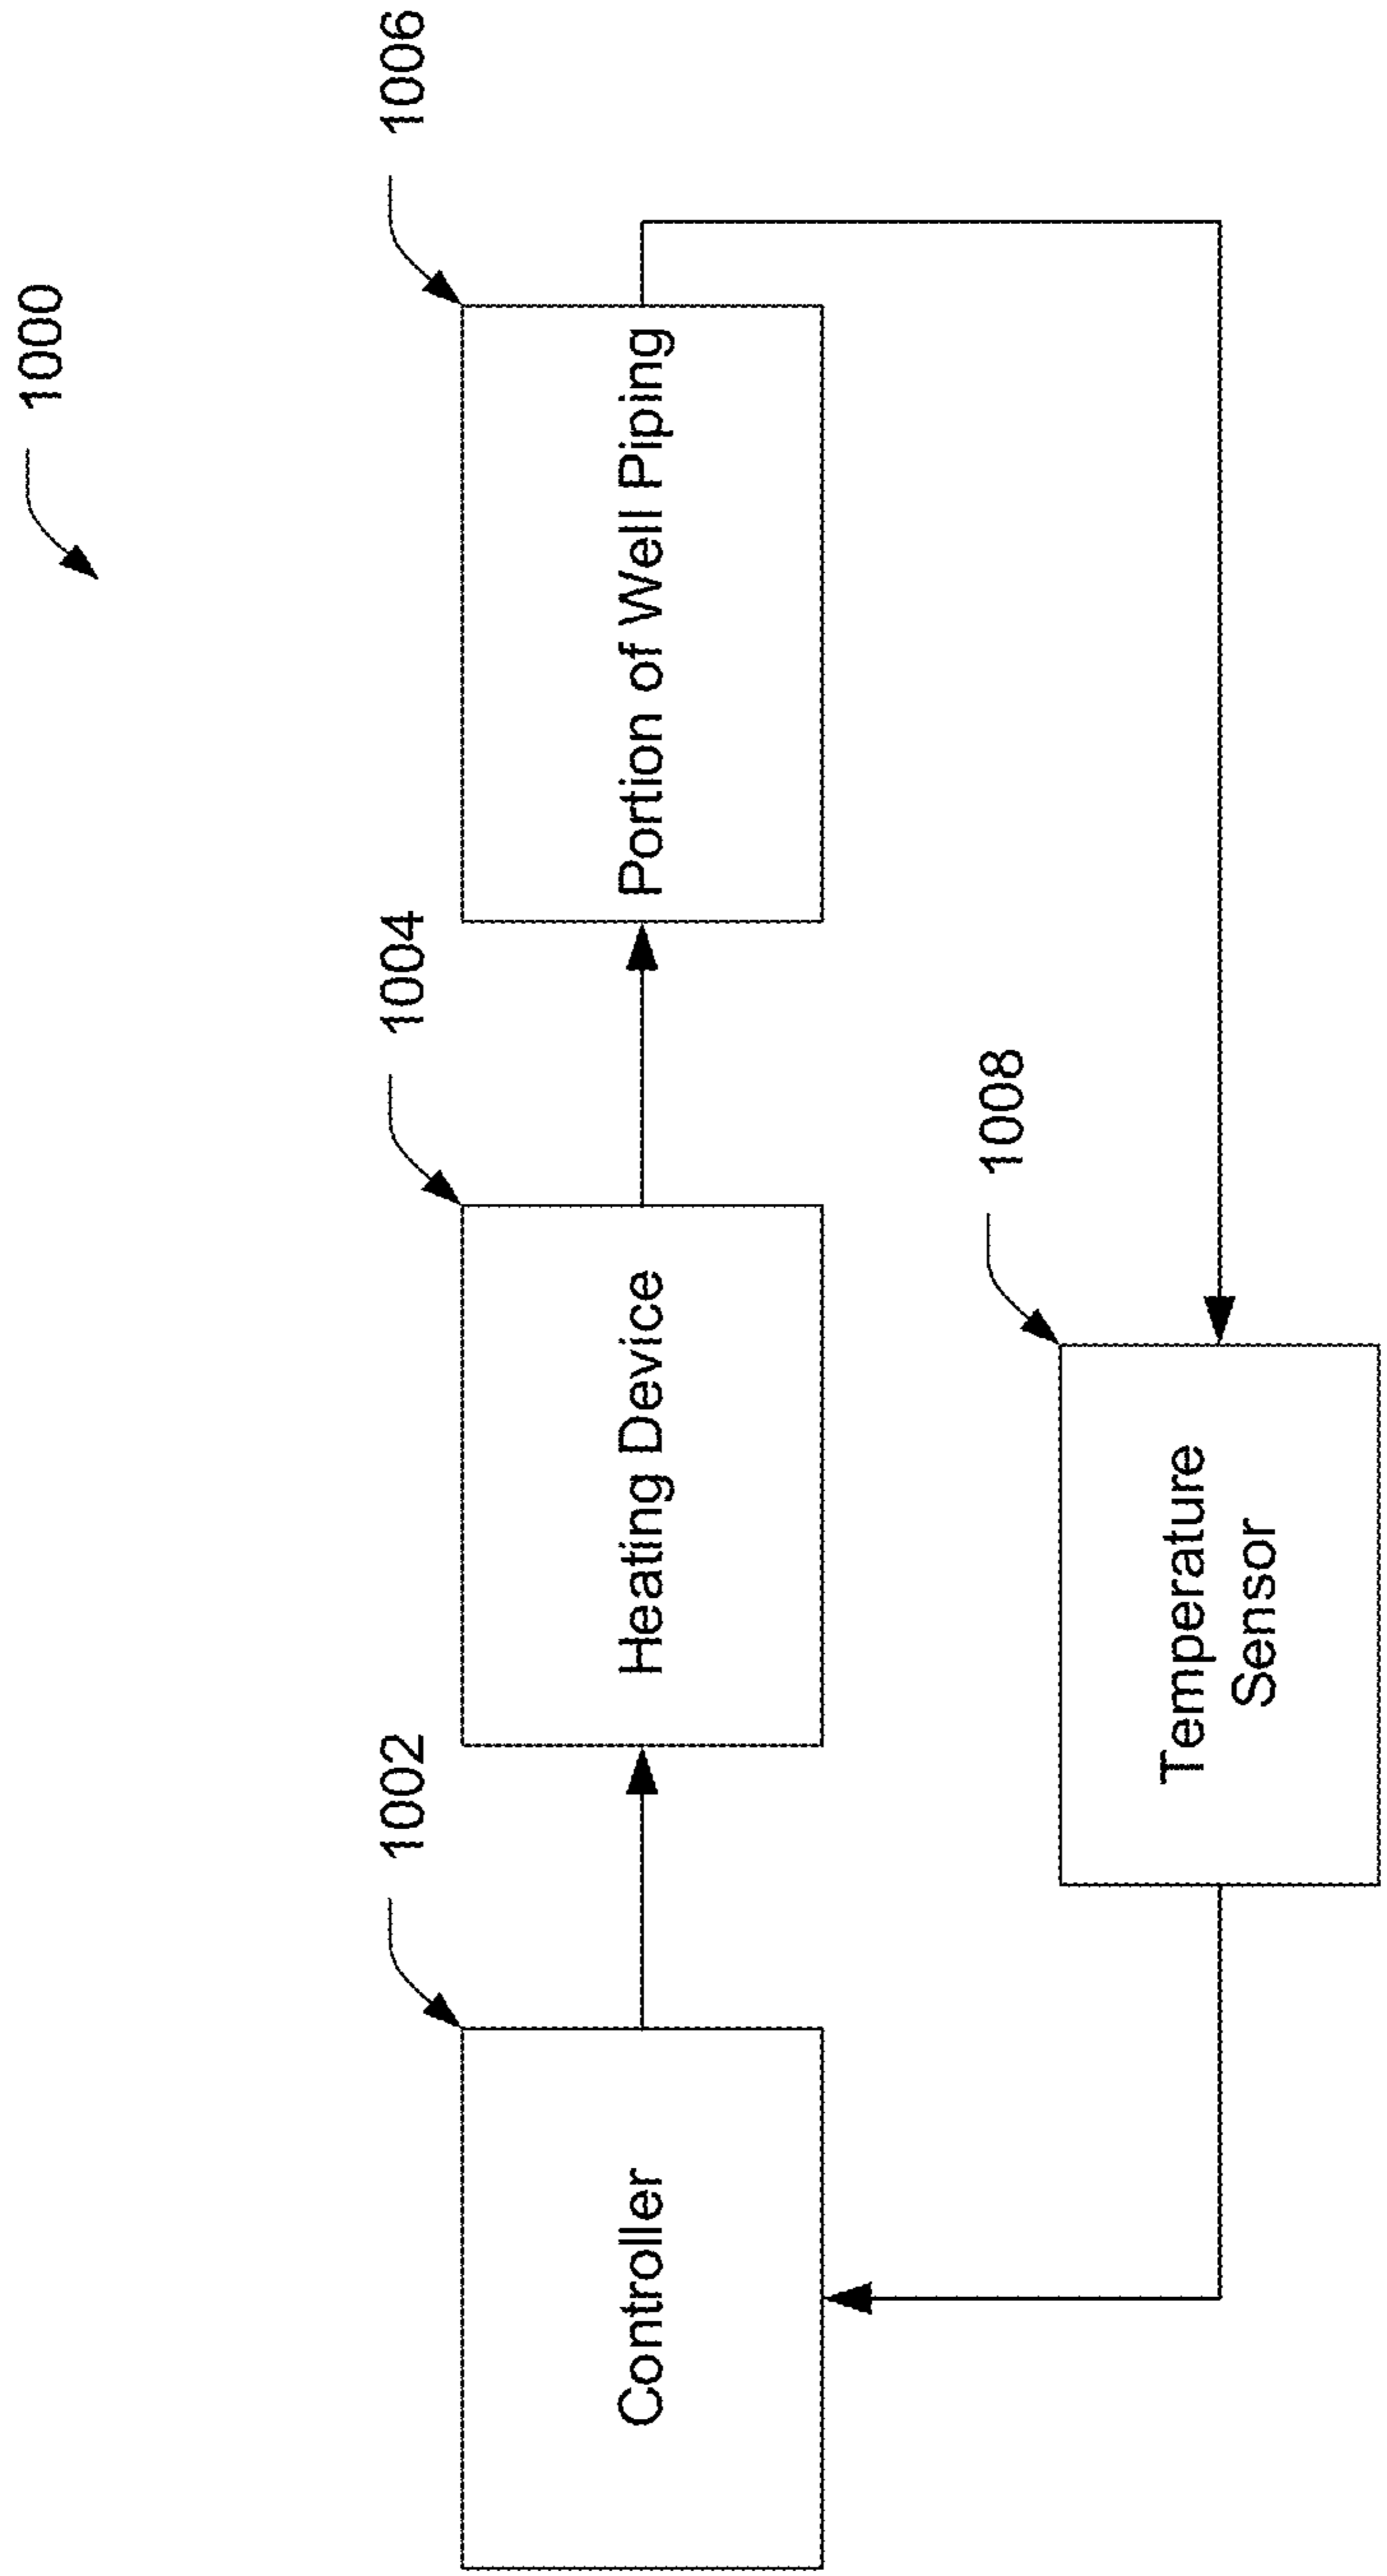 1000
1002
1004
1006
Controller
Heating Device
Portion of Well Piping
1008
Temperature
Sensor